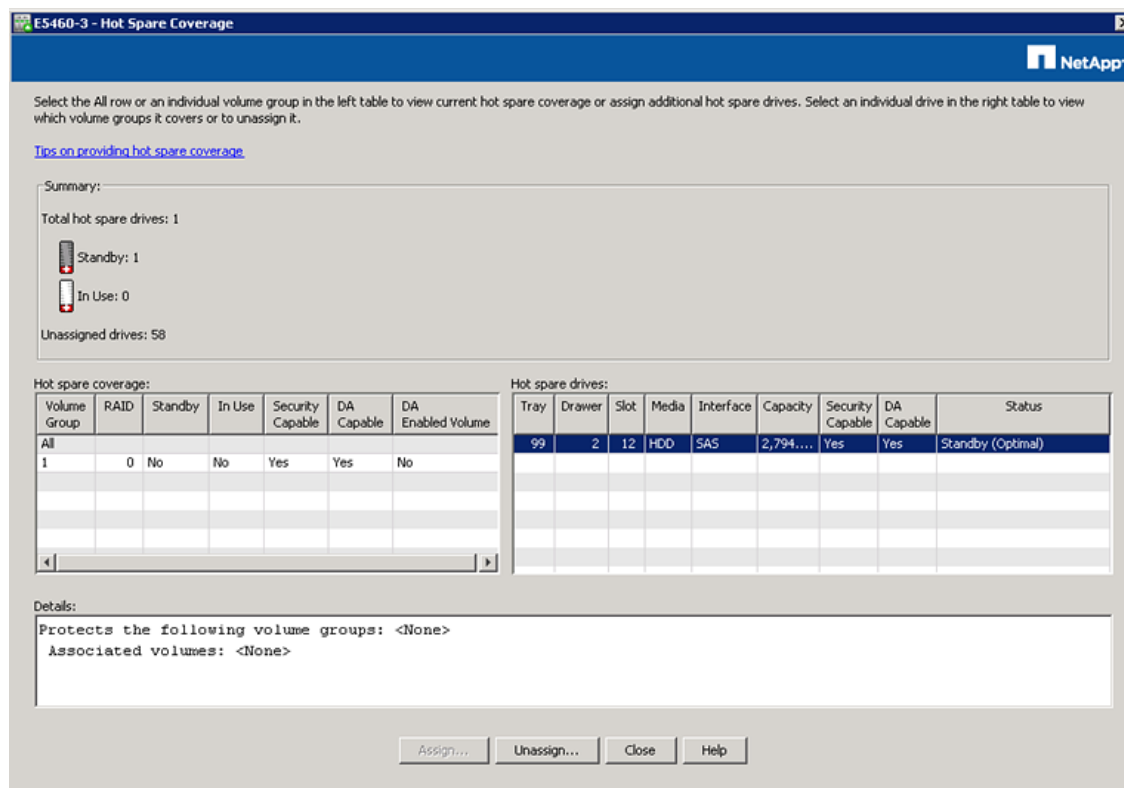 E5460-3 - Hot Spare Coverage
NetApp
Select the All row or an individual volume group in the left table to view current hot spare coverage or assign additional hot spare drives. Select an individual drive in the right table to view
which volume groups it covers or to unassign it.
Tips on providing hot spare coverage
Summary:
Total hot spare drives: 1
Standby: 1
In Use: 0
Unassigned drives: 58
Hot spare coverage:
Volume Group RAID Standby In Use Security Capable DA Capable DA Enabled Volume
All
1 0 No No Yes Yes No
Hot spare drives:
Tray Drawer Slot Media Interface Capacity Security Capable DA Capable Status
99 2 12 HDD SAS 2,794.... Yes Yes Standby (Optimal)
Details:
Protects the following volume groups: <None>
Associated volumes: <None>
Assign... Unassign... Close Help